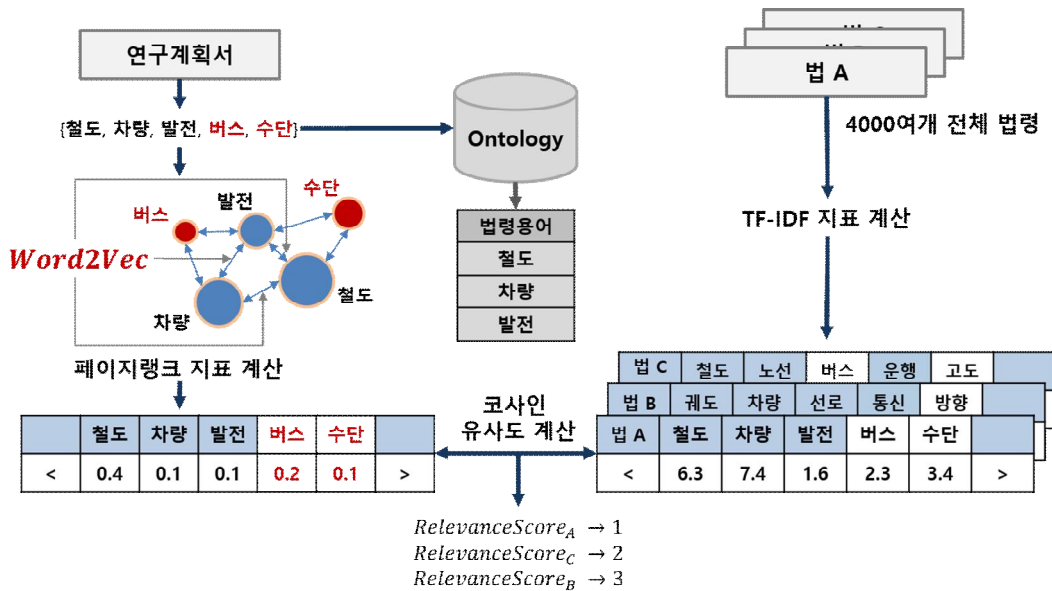 연구계획서
{철도, 차량, 발전, 버스, 수단}
Ontology
법령용어
철도
차량
발전
버스
발전
수단
Word2Vec
차량
철도
페이지랭크 지표 계산
철도 차량 발전 버스 수단
< 0.4 0.1 0.1 0.2 0.1 >
코사인
유사도 계산
법 A
4000여개 전체 법령
TF-IDF 지표 계산
법 C 철도 노선 버스 운행 고도
법 B 궤도 차량 선로 통신 방향
법 A 철도 차량 발전 버스 수단
< 6.3 7.4 1.6 2.3 3.4 >
RelevanceScore_A → 1
RelevanceScore_C → 2
RelevanceScore_B → 3